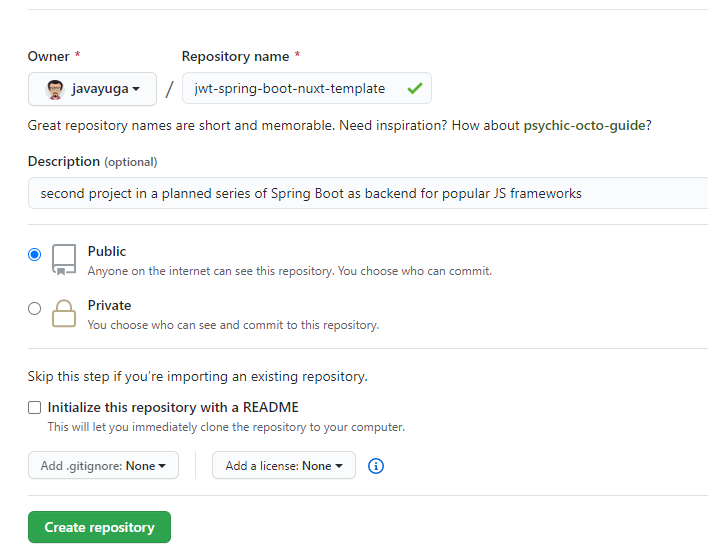 Owner * Repository name *
javayuga / jwt-spring-boot-nuxt-template
Great repository names are short and memorable. Need inspiration? How about psychic-octo-guide?
Description (optional)
second project in a planned series of Spring Boot as backend for popular JS frameworks
Public
Anyone on the internet can see this repository. You choose who can commit.
Private
You choose who can see and commit to this repository.
Skip this step if you’re importing an existing repository.
Initialize this repository with a README
This will let you immediately clone the repository to your computer.
Add .gitignore: None Add a license: None
Create repository